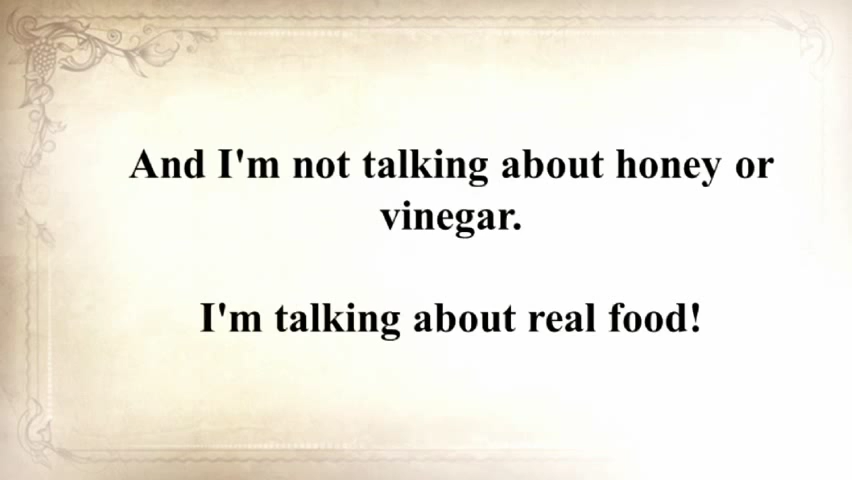 And I'm not talking about honey or
vinegar.
I'm talking about real food!